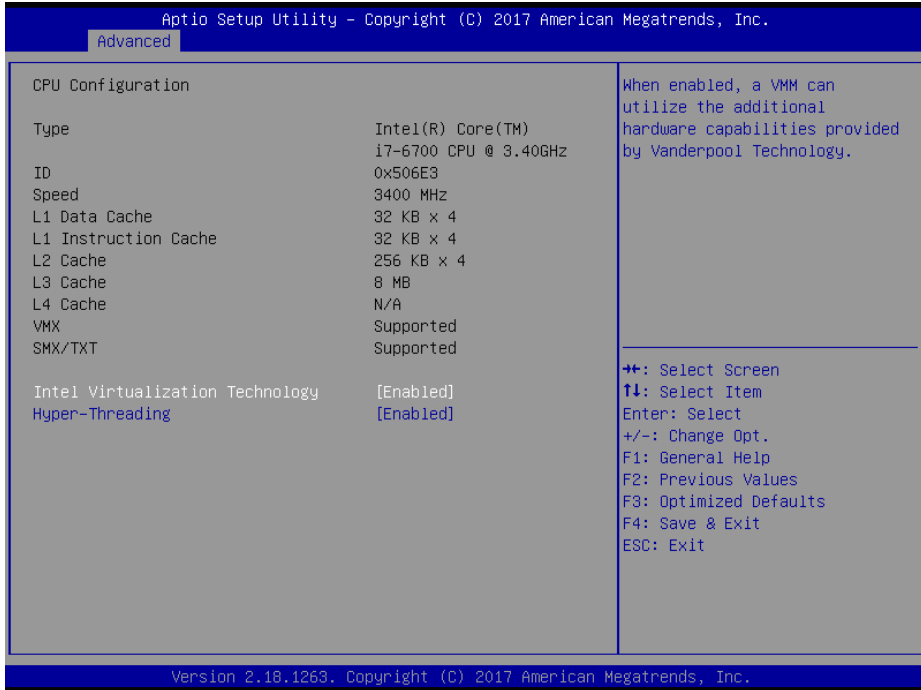 Aptio Setup Utility – Copyright (C) 2017 American Megatrends, Inc.
Advanced
CPU Configuration
Type Intel(R) Core(TM)
i7-6700 CPU @ 3.40GHz
ID 0x506E3
Speed 3400 MHz
L1 Data Cache 32 KB x 4
L1 Instruction Cache 32 KB x 4
L2 Cache 256 KB x 4
L3 Cache 8 MB
L4 Cache N/A
VMX Supported
SMX/TXT Supported
Intel Virtualization Technology [Enabled]
Hyper-Threading [Enabled]
When enabled, a VMM can
utilize the additional
hardware capabilities provided
by Vanderpool Technology.
→←: Select Screen
↑↓: Select Item
Enter: Select
+/-: Change Opt.
F1: General Help
F2: Previous Values
F3: Optimized Defaults
F4: Save & Exit
ESC: Exit
Version 2.18.1263. Copyright (C) 2017 American Megatrends, Inc.